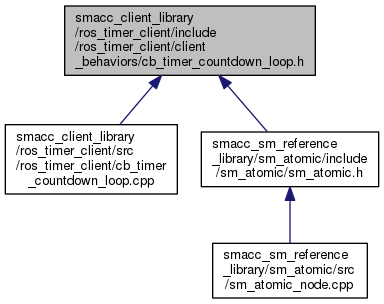 smacc_client_library
/ros_timer_client/include
/ros_timer_client/client
_behaviors/cb_timer_countdown_loop.h
smacc_client_library
/ros_timer_client/src
/ros_timer_client/cb_timer
_countdown_loop.cpp
smacc_sm_reference
_library/sm_atomic/include
/sm_atomic/sm_atomic.h
smacc_sm_reference
_library/sm_atomic/src
/sm_atomic_node.cpp